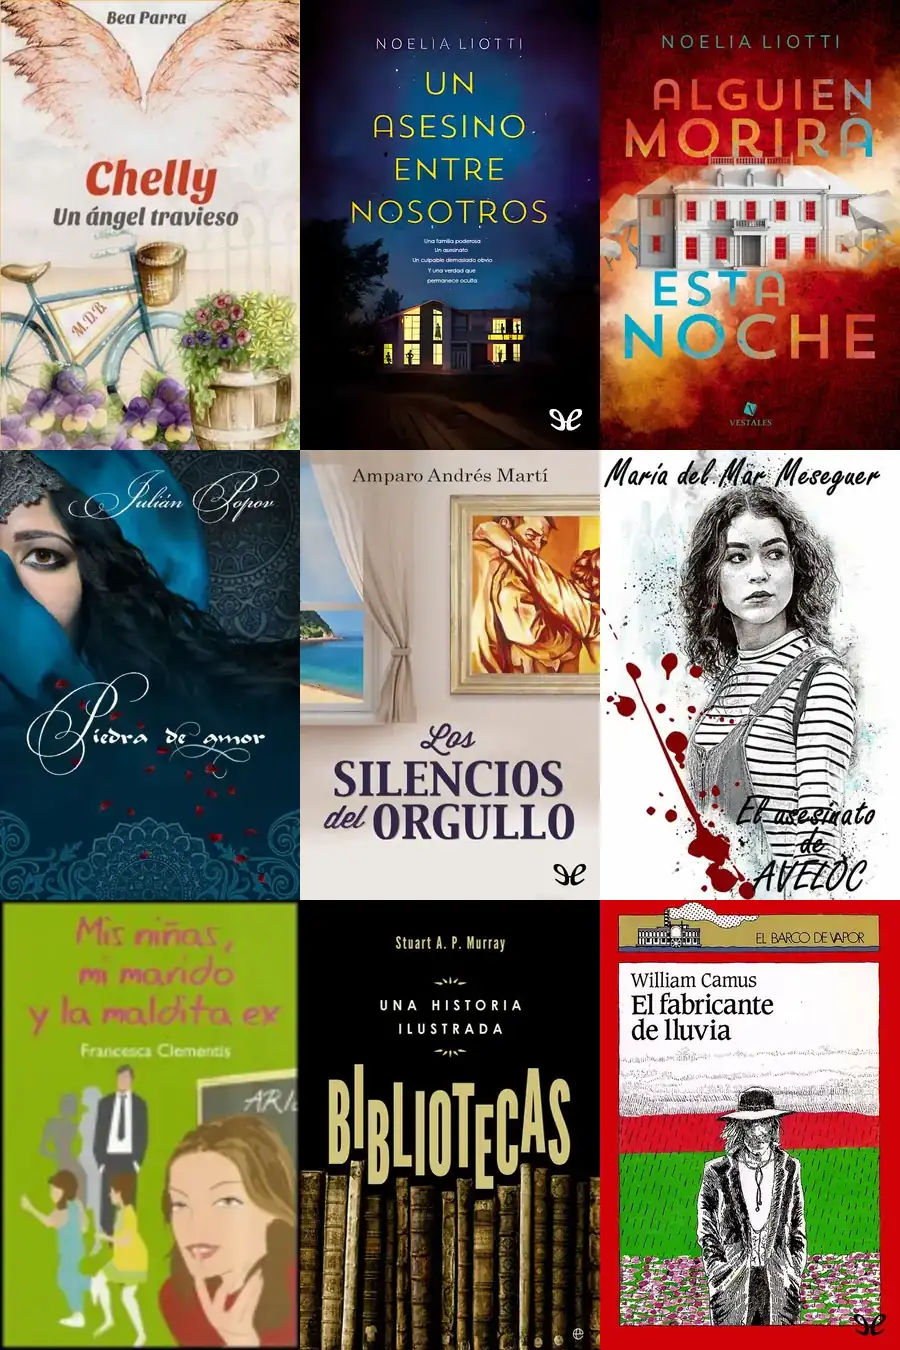 Bea Parra
Chelly
Un ángel travieso
M.D.B.
NOELIA LIOTTI
UN
ASESINO
ENTRE
NOSOTROS
Una familia poderosa
Un asesinato
Un culpable demasiado obvio
Y una verdad que
permanece oculta
NOELIA LIOTTI
ALGUIEN
MORIRÁ
ESTA
NOCHE
VESTALES
Julián Popov
Piedra de amor
Amparo Andrés Martí
Los
SILENCIOS
del ORGULLO
María del Mar Meseguer
El asesinato
de
AVELOC
Mis niñas,
mi marido
y la maldita ex
Francesca Clementis
ARI
Stuart A. P. Murray
UNA HISTORIA
ILUSTRADA
BIBLIOTECAS
EL BARCO DE VAPOR
William Camus
El fabricante
de lluvia